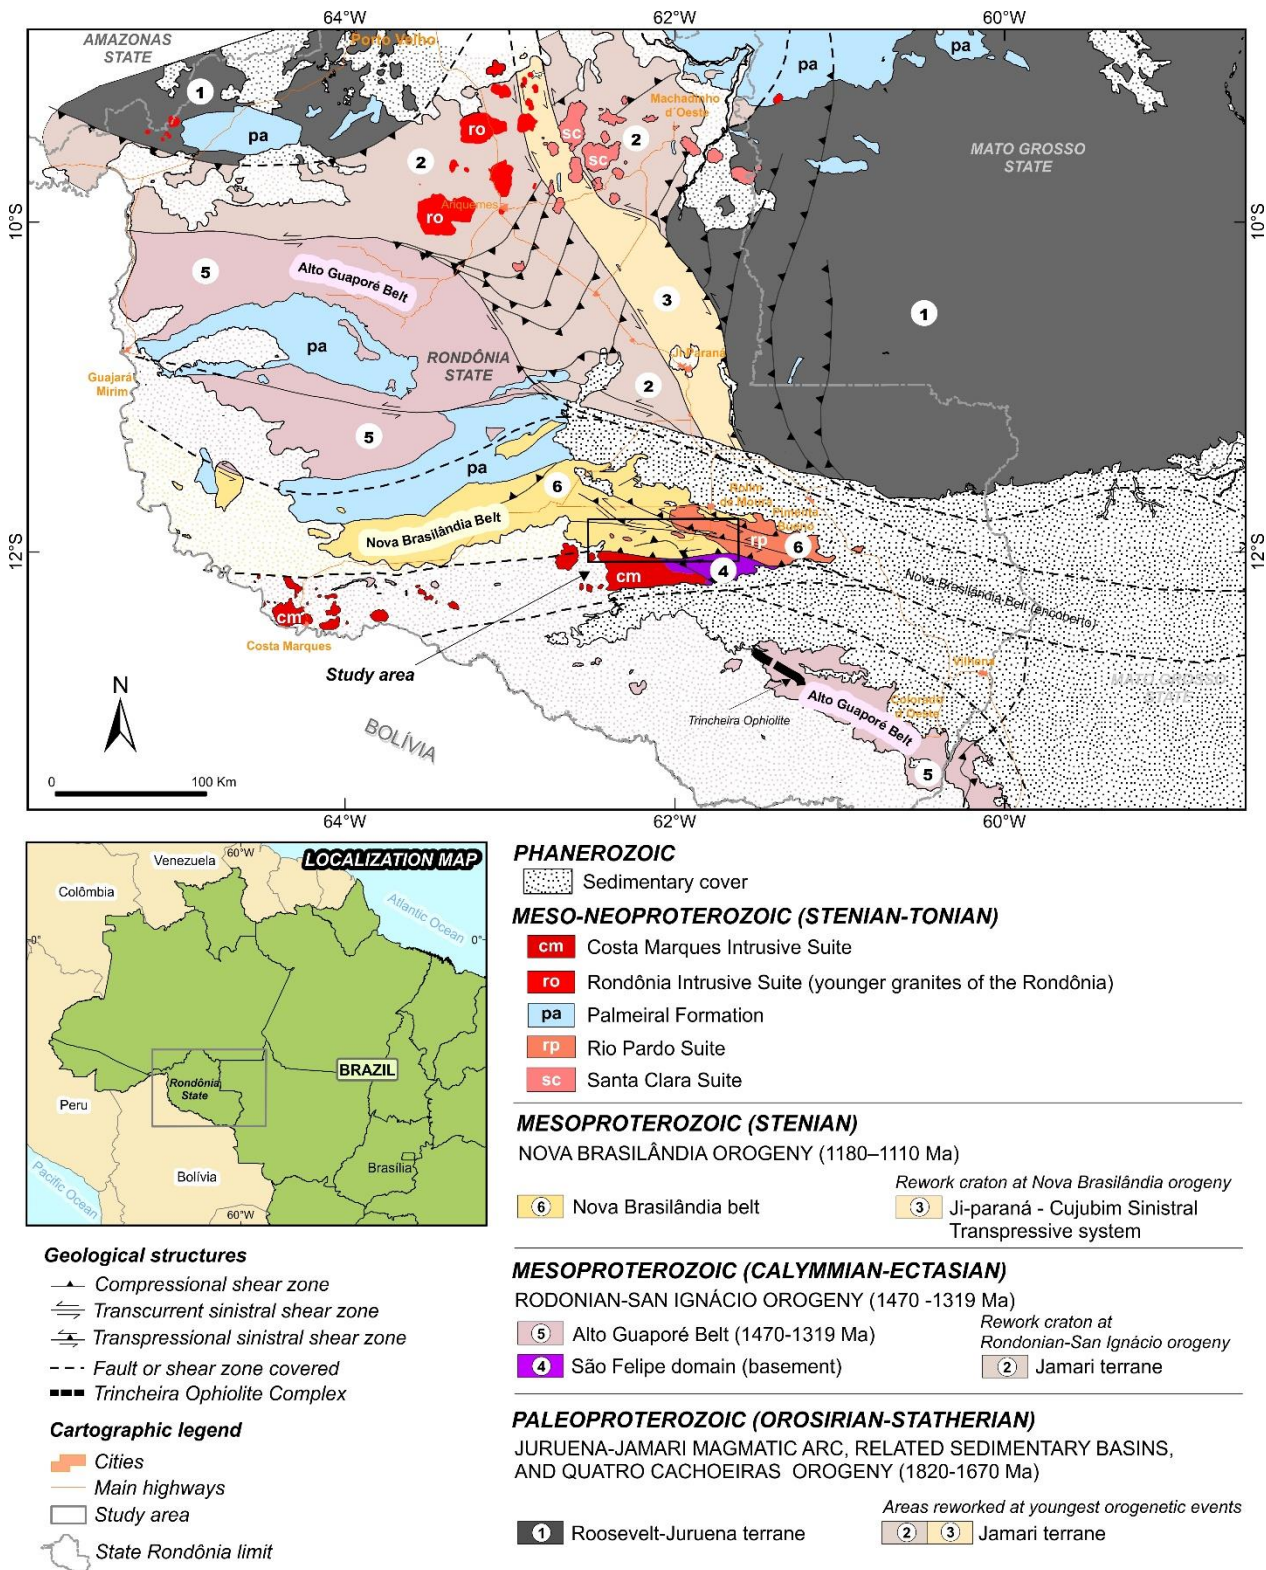 64°W
62°W
60°W
AMAZONAS
STATE
Porto Velho
1
pa
pa
pa
Machadinho
d'Oeste
ro
sc
2
sc
2
MATO GROSSO
STATE
10°S
ro
Ariquemes
10°S
5
Alto Guaporé Belt
3
1
pa
RONDÔNIA
STATE
Ji-Paraná
Guajará
Mirim
2
5
pa
6
Rolim
de Moura
Pimenta
Bueno
Nova Brasilândia Belt
rp
6
12°S
12°S
cm
4
Nova Brasilândia Belt (encoberto)
cm
Costa Marques
Study area
Vilhena
MATO GROSSO
STATE
Alto Guaporé Belt
Colorado
d'Oeste
Trincheira Ophiolite
N
BOLÍVIA
5
0
100 Km
64°W
62°W
60°W
LOCALIZATION MAP
60°W
Venezuela
Colômbia
Atlantic Ocean
0°
0°
BRAZIL
Rondônia
State
Peru
Brasília
Bolívia
Pacific Ocean
60°W
Geological structures
Compressional shear zone
Transcurrent sinistral shear zone
Transpressional sinistral shear zone
Fault or shear zone covered
Trincheira Ophiolite Complex
Cartographic legend
Cities
Main highways
Study area
State Rondônia limit
PHANEROZOIC
Sedimentary cover
MESO-NEOPROTEROZOIC (STENIAN-TONIAN)
cm Costa Marques Intrusive Suite
ro Rondônia Intrusive Suite (younger granites of the Rondônia)
pa Palmeiral Formation
rp Rio Pardo Suite
sc Santa Clara Suite
MESOPROTEROZOIC (STENIAN)
NOVA BRASILÂNDIA OROGENY (1180–1110 Ma)
Rework craton at Nova Brasilândia orogeny
6 Nova Brasilândia belt
3 Ji-paraná - Cujubim Sinistral
Transpressive system
MESOPROTEROZOIC (CALYMMIAN-ECTASIAN)
RODONIAN-SAN IGNÁCIO OROGENY (1470 -1319 Ma)
5 Alto Guaporé Belt (1470-1319 Ma)
4 São Felipe domain (basement)
Rework craton at
Rondonian-San Ignácio orogeny
2 Jamari terrane
PALEOPROTEROZOIC (OROSIRIAN-STATHERIAN)
JURUENA-JAMARI MAGMATIC ARC, RELATED SEDIMENTARY BASINS,
AND QUATRO CACHOEIRAS OROGENY (1820-1670 Ma)
Areas reworked at youngest orogenetic events
1 Roosevelt-Juruena terrane
2 3 Jamari terrane